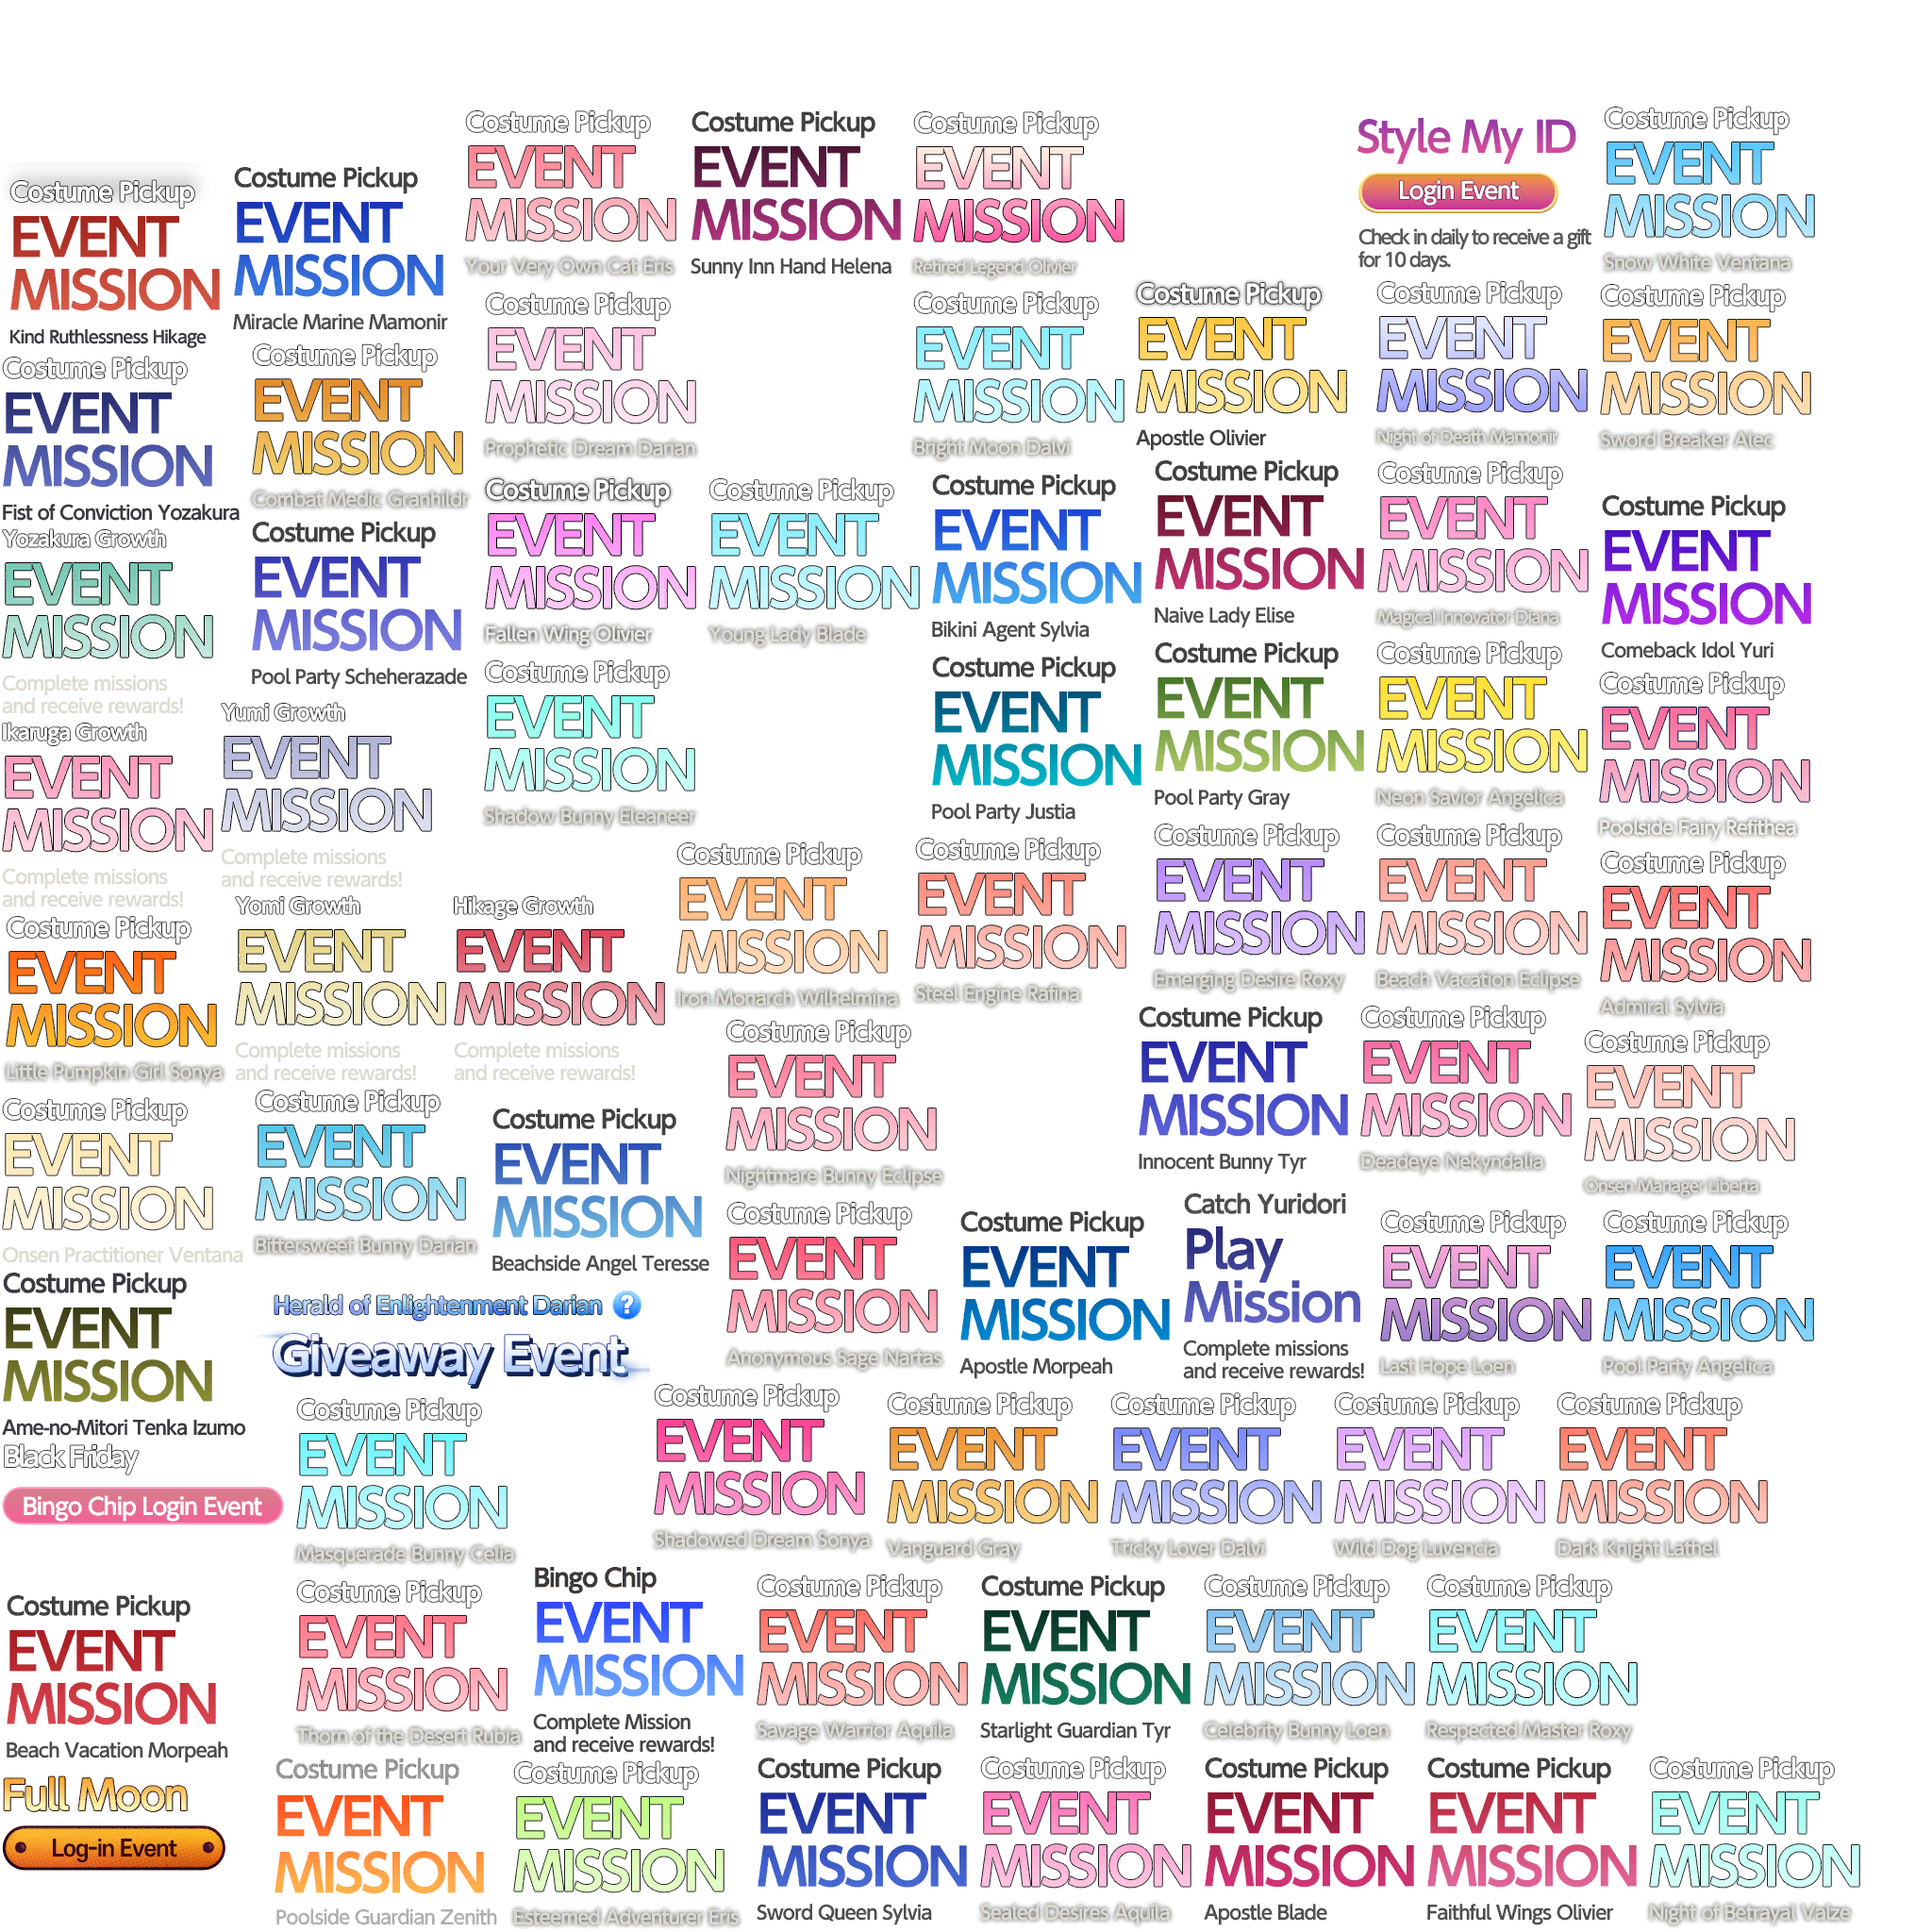 Costume Pickup
EVENT
MISSION
Kind Ruthlessness Hikage
Costume Pickup
EVENT
MISSION
Miracle Marine Mamonir
Costume Pickup
EVENT
MISSION
Your Very Own Cat Eris
Costume Pickup
EVENT
MISSION
Sunny Inn Hand Helena
Costume Pickup
EVENT
MISSION
Retired Legend Olivier
Style My ID
Login Event
Check in daily to receive a gift
for 10 days.
Costume Pickup
EVENT
MISSION
Snow White Ventana
Costume Pickup
EVENT
MISSION
Fist of Conviction Yozakura
Costume Pickup
EVENT
MISSION
Combat Medic Granhildr
Costume Pickup
EVENT
MISSION
Prophetic Dream Darian
Costume Pickup
EVENT
MISSION
Bright Moon Dalvi
Costume Pickup
EVENT
MISSION
Apostle Olivier
Costume Pickup
EVENT
MISSION
Night of Death Mamonir
Costume Pickup
EVENT
MISSION
Sword Breaker Alec
Yozakura Growth
EVENT
MISSION
Complete missions
and receive rewards!
Costume Pickup
EVENT
MISSION
Pool Party Scheherazade
Costume Pickup
EVENT
MISSION
Fallen Wing Olivier
Costume Pickup
EVENT
MISSION
Young Lady Blade
Costume Pickup
EVENT
MISSION
Bikini Agent Sylvia
Costume Pickup
EVENT
MISSION
Naive Lady Elise
Costume Pickup
EVENT
MISSION
Magical Innovator Diana
Costume Pickup
EVENT
MISSION
Comeback Idol Yuri
Ikaruga Growth
EVENT
MISSION
Complete missions
and receive rewards!
Yumi Growth
EVENT
MISSION
Complete missions
and receive rewards!
Costume Pickup
EVENT
MISSION
Shadow Bunny Eleaneer
Costume Pickup
EVENT
MISSION
Pool Party Justia
Costume Pickup
EVENT
MISSION
Pool Party Gray
Costume Pickup
EVENT
MISSION
Neon Savior Angelica
Costume Pickup
EVENT
MISSION
Poolside Fairy Refithea
Costume Pickup
EVENT
MISSION
Little Pumpkin Girl Sonya
Yomi Growth
EVENT
MISSION
Complete missions
and receive rewards!
Hikage Growth
EVENT
MISSION
Complete missions
and receive rewards!
Costume Pickup
EVENT
MISSION
Iron Monarch Wilhelmina
Costume Pickup
EVENT
MISSION
Steel Engine Rafina
Costume Pickup
EVENT
MISSION
Emerging Desire Roxy
Costume Pickup
EVENT
MISSION
Beach Vacation Eclipse
Costume Pickup
EVENT
MISSION
Admiral Sylvia
Costume Pickup
EVENT
MISSION
Onsen Practitioner Ventana
Costume Pickup
EVENT
MISSION
Bittersweet Bunny Darian
Costume Pickup
EVENT
MISSION
Beachside Angel Teresse
Costume Pickup
EVENT
MISSION
Nightmare Bunny Eclipse
Costume Pickup
EVENT
MISSION
Innocent Bunny Tyr
Costume Pickup
EVENT
MISSION
Deadeye Nekyndalia
Costume Pickup
EVENT
MISSION
Onsen Manager Liberta
Costume Pickup
EVENT
MISSION
Ame-no-Mitori Tenka Izumo
Herald of Enlightenment Darian ?
Giveaway Event
Costume Pickup
EVENT
MISSION
Anonymous Sage Nartas
Costume Pickup
EVENT
MISSION
Apostle Morpeah
Catch Yuridori
Play
Mission
Complete missions
and receive rewards!
Costume Pickup
EVENT
MISSION
Last Hope Loen
Costume Pickup
EVENT
MISSION
Pool Party Angelica
Black Friday
Bingo Chip Login Event
Costume Pickup
EVENT
MISSION
Masquerade Bunny Celia
Costume Pickup
EVENT
MISSION
Shadowed Dream Sonya
Costume Pickup
EVENT
MISSION
Vanguard Gray
Costume Pickup
EVENT
MISSION
Tricky Lover Dalvi
Costume Pickup
EVENT
MISSION
Wild Dog Luvencia
Costume Pickup
EVENT
MISSION
Dark Knight Lathel
Costume Pickup
EVENT
MISSION
Beach Vacation Morpeah
Costume Pickup
EVENT
MISSION
Thorn of the Desert Rubia
Bingo Chip
EVENT
MISSION
Complete Mission
and receive rewards!
Costume Pickup
EVENT
MISSION
Savage Warrior Aquila
Costume Pickup
EVENT
MISSION
Starlight Guardian Tyr
Costume Pickup
EVENT
MISSION
Celebrity Bunny Loen
Costume Pickup
EVENT
MISSION
Respected Master Roxy
Full Moon
Log-in Event
Costume Pickup
EVENT
MISSION
Poolside Guardian Zenith
Costume Pickup
EVENT
MISSION
Esteemed Adventurer Eris
Costume Pickup
EVENT
MISSION
Sword Queen Sylvia
Costume Pickup
EVENT
MISSION
Sealed Desires Aquila
Costume Pickup
EVENT
MISSION
Apostle Blade
Costume Pickup
EVENT
MISSION
Faithful Wings Olivier
Costume Pickup
EVENT
MISSION
Night of Betrayal Valze